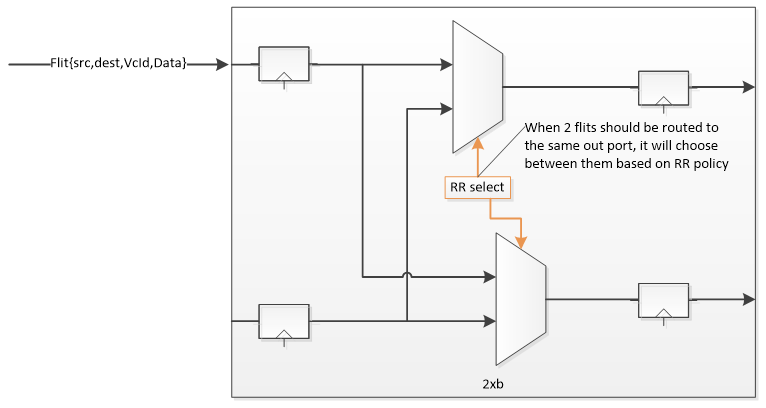 Flit{src,dest,VcId,Data}
When 2 flits should be routed to
the same out port, it will choose
between them based on RR policy
RR select
2xb